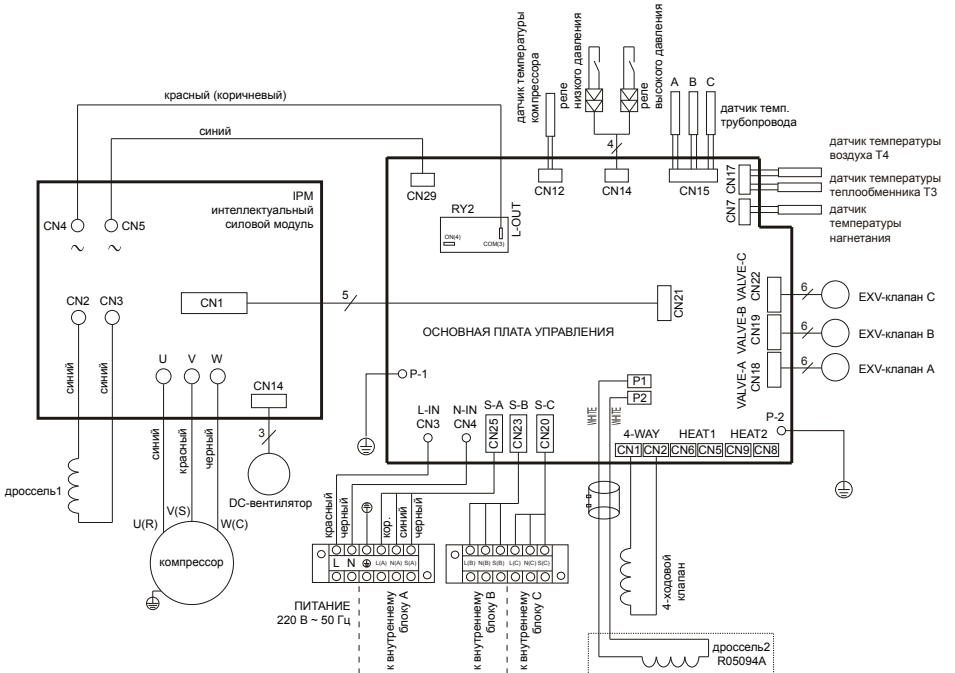 красный (коричневый)
синий
датчик температуры
компрессора
реле
низкого давления
реле
высокого давления
A B C
датчик темп.
трубопровода
4
датчик температуры
воздуха T4
датчик температуры
теплообменника T3
датчик
температуры
нагнетания
CN29
CN12
CN14
CN15
CN17
CN7
IPM
интеллектуальный
силовой модуль
CN4
CN5
RY2
ON(4)
COM(3)
L-OUT
CN2
CN3
CN1
5
CN21
ОСНОВНАЯ ПЛАТА УПРАВЛЕНИЯ
VALVE-C
CN22
6
EXV-клапан C
VALVE-B
CN19
6
EXV-клапан B
VALVE-A
CN18
6
EXV-клапан A
синий
синий
U V W
CN14
3
DC-вентилятор
P-1
P1
P2
WHITE
WHITE
P-2
L-IN
CN3
N-IN
CN4
S-A S-B S-C
CN25
CN23
CN20
4-WAY HEAT1 HEAT2
CN1 CN2 CN6 CN5 CN9 CN8
синий
красный
черный
дроссель1
U(R)
V(S)
W(C)
компрессор
красный
черный
кор.
синий
черный
L N L(A) N(A) S(A)
L(B) N(B) S(B) L(C) N(C) S(C)
ПИТАНИЕ
220 В ~ 50 Гц
к внутреннему
блоку A
к внутреннему
блоку B
к внутреннему
блоку C
4-ходовой
клапан
дроссель2
R05094A